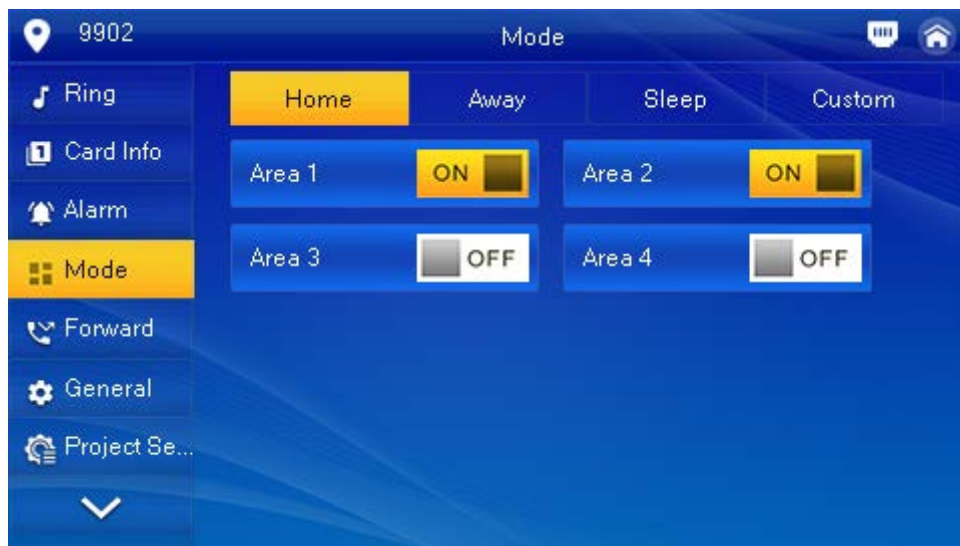 9902
Mode
Ring
Card Info
Alarm
Mode
Forward
General
Project Se...
Home Away Sleep Custom
Area 1 ON Area 2 ON
Area 3 OFF Area 4 OFF